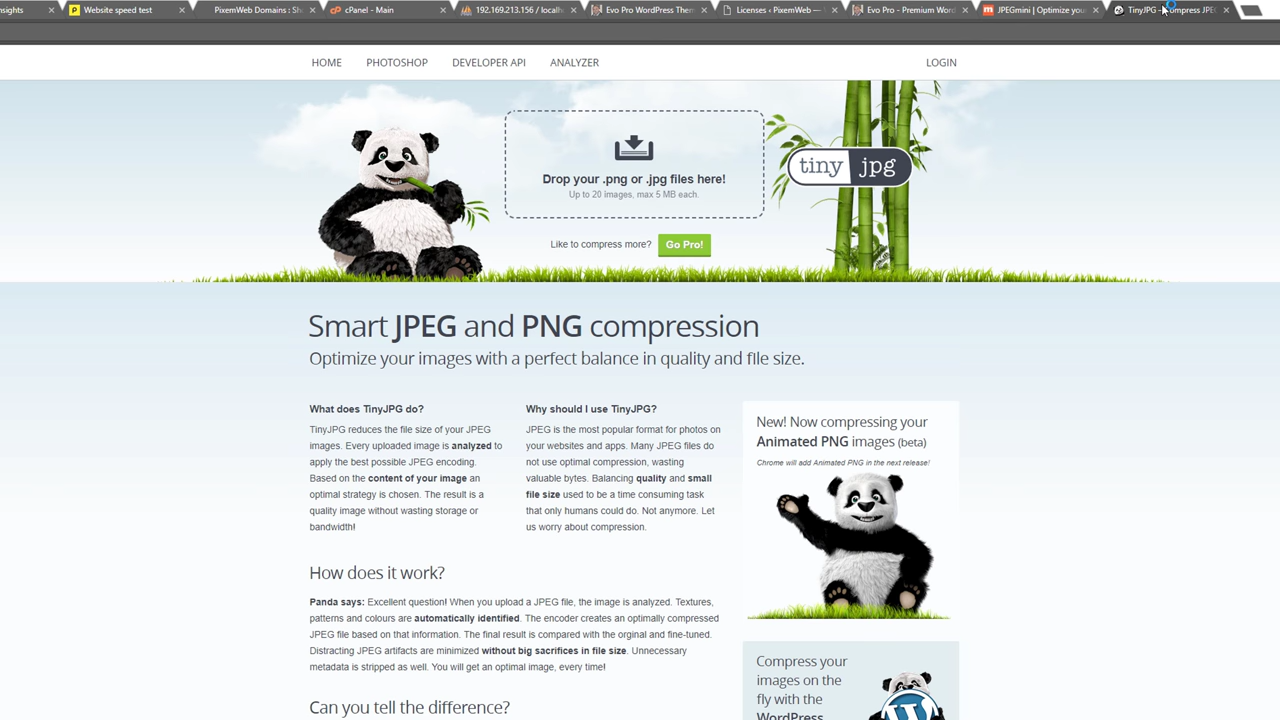 nsights
Website speed test
PixemWeb Domains : Sh
cPanel - Main
192.169.213.156 / localh
Evo Pro WordPress Them
Licenses ‹ PixemWeb —
Evo Pro - Premium Word
JPEGmini | Optimize you
TinyJPG – Compress JPEG
HOME
PHOTOSHOP
DEVELOPER API
ANALYZER
LOGIN
Drop your .png or .jpg files here!
Up to 20 images, max 5 MB each.
tiny jpg
Like to compress more?
Go Pro!
Smart JPEG and PNG compression
Optimize your images with a perfect balance in quality and file size.
What does TinyJPG do?
TinyJPG reduces the file size of your JPEG
images. Every uploaded image is analyzed to
apply the best possible JPEG encoding.
Based on the content of your image an
optimal strategy is chosen. The result is a
quality image without wasting storage or
bandwidth!
Why should I use TinyJPG?
JPEG is the most popular format for photos on
your websites and apps. Many JPEG files do
not use optimal compression, wasting
valuable bytes. Balancing quality and small
file size used to be a time consuming task
that only humans could do. Not anymore. Let
us worry about compression.
New! Now compressing your
Animated PNG images (beta)
Chrome will add Animated PNG in the next release!
How does it work?
Panda says: Excellent question! When you upload a JPEG file, the image is analyzed. Textures,
patterns and colours are automatically identified. The encoder creates an optimally compressed
JPEG file based on that information. The final result is compared with the orginal and fine-tuned.
Distracting JPEG artifacts are minimized without big sacrifices in file size. Unnecessary
metadata is stripped as well. You will get an optimal image, every time!
Compress your
images on the
fly with the
WordPress
Can you tell the difference?